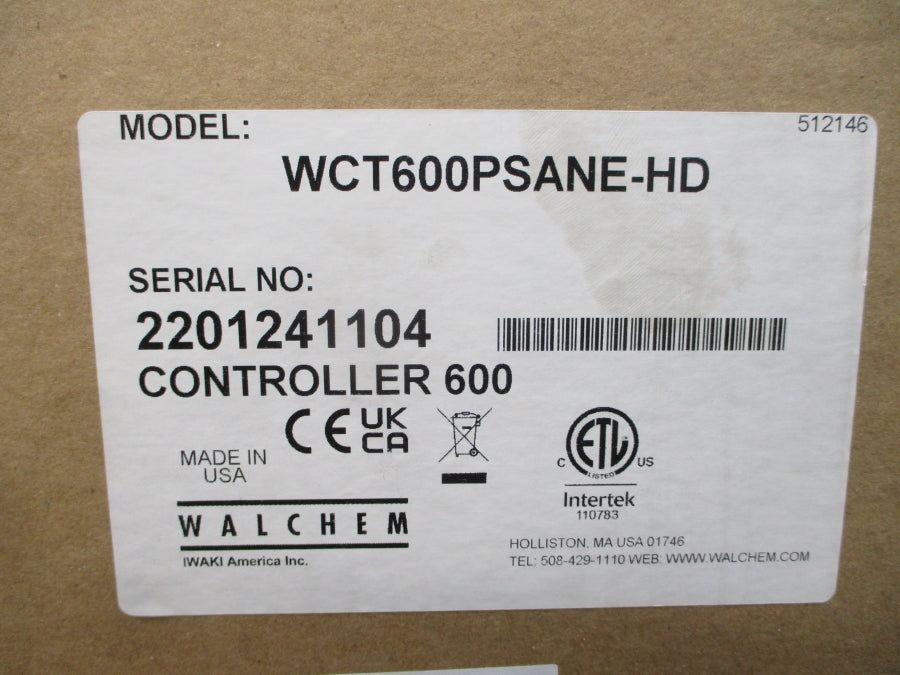 MODEL:
512146
WCT600PSANE-HD
SERIAL NO:
2201241104
CONTROLLER 600
CE UK CA
MADE IN
USA
C ETL US
LISTED
Intertek
110783
WALCHEM
IWAKI America Inc.
HOLLISTON, MA USA 01746
TEL: 508-429-1110 WEB: WWW.WALCHEM.COM